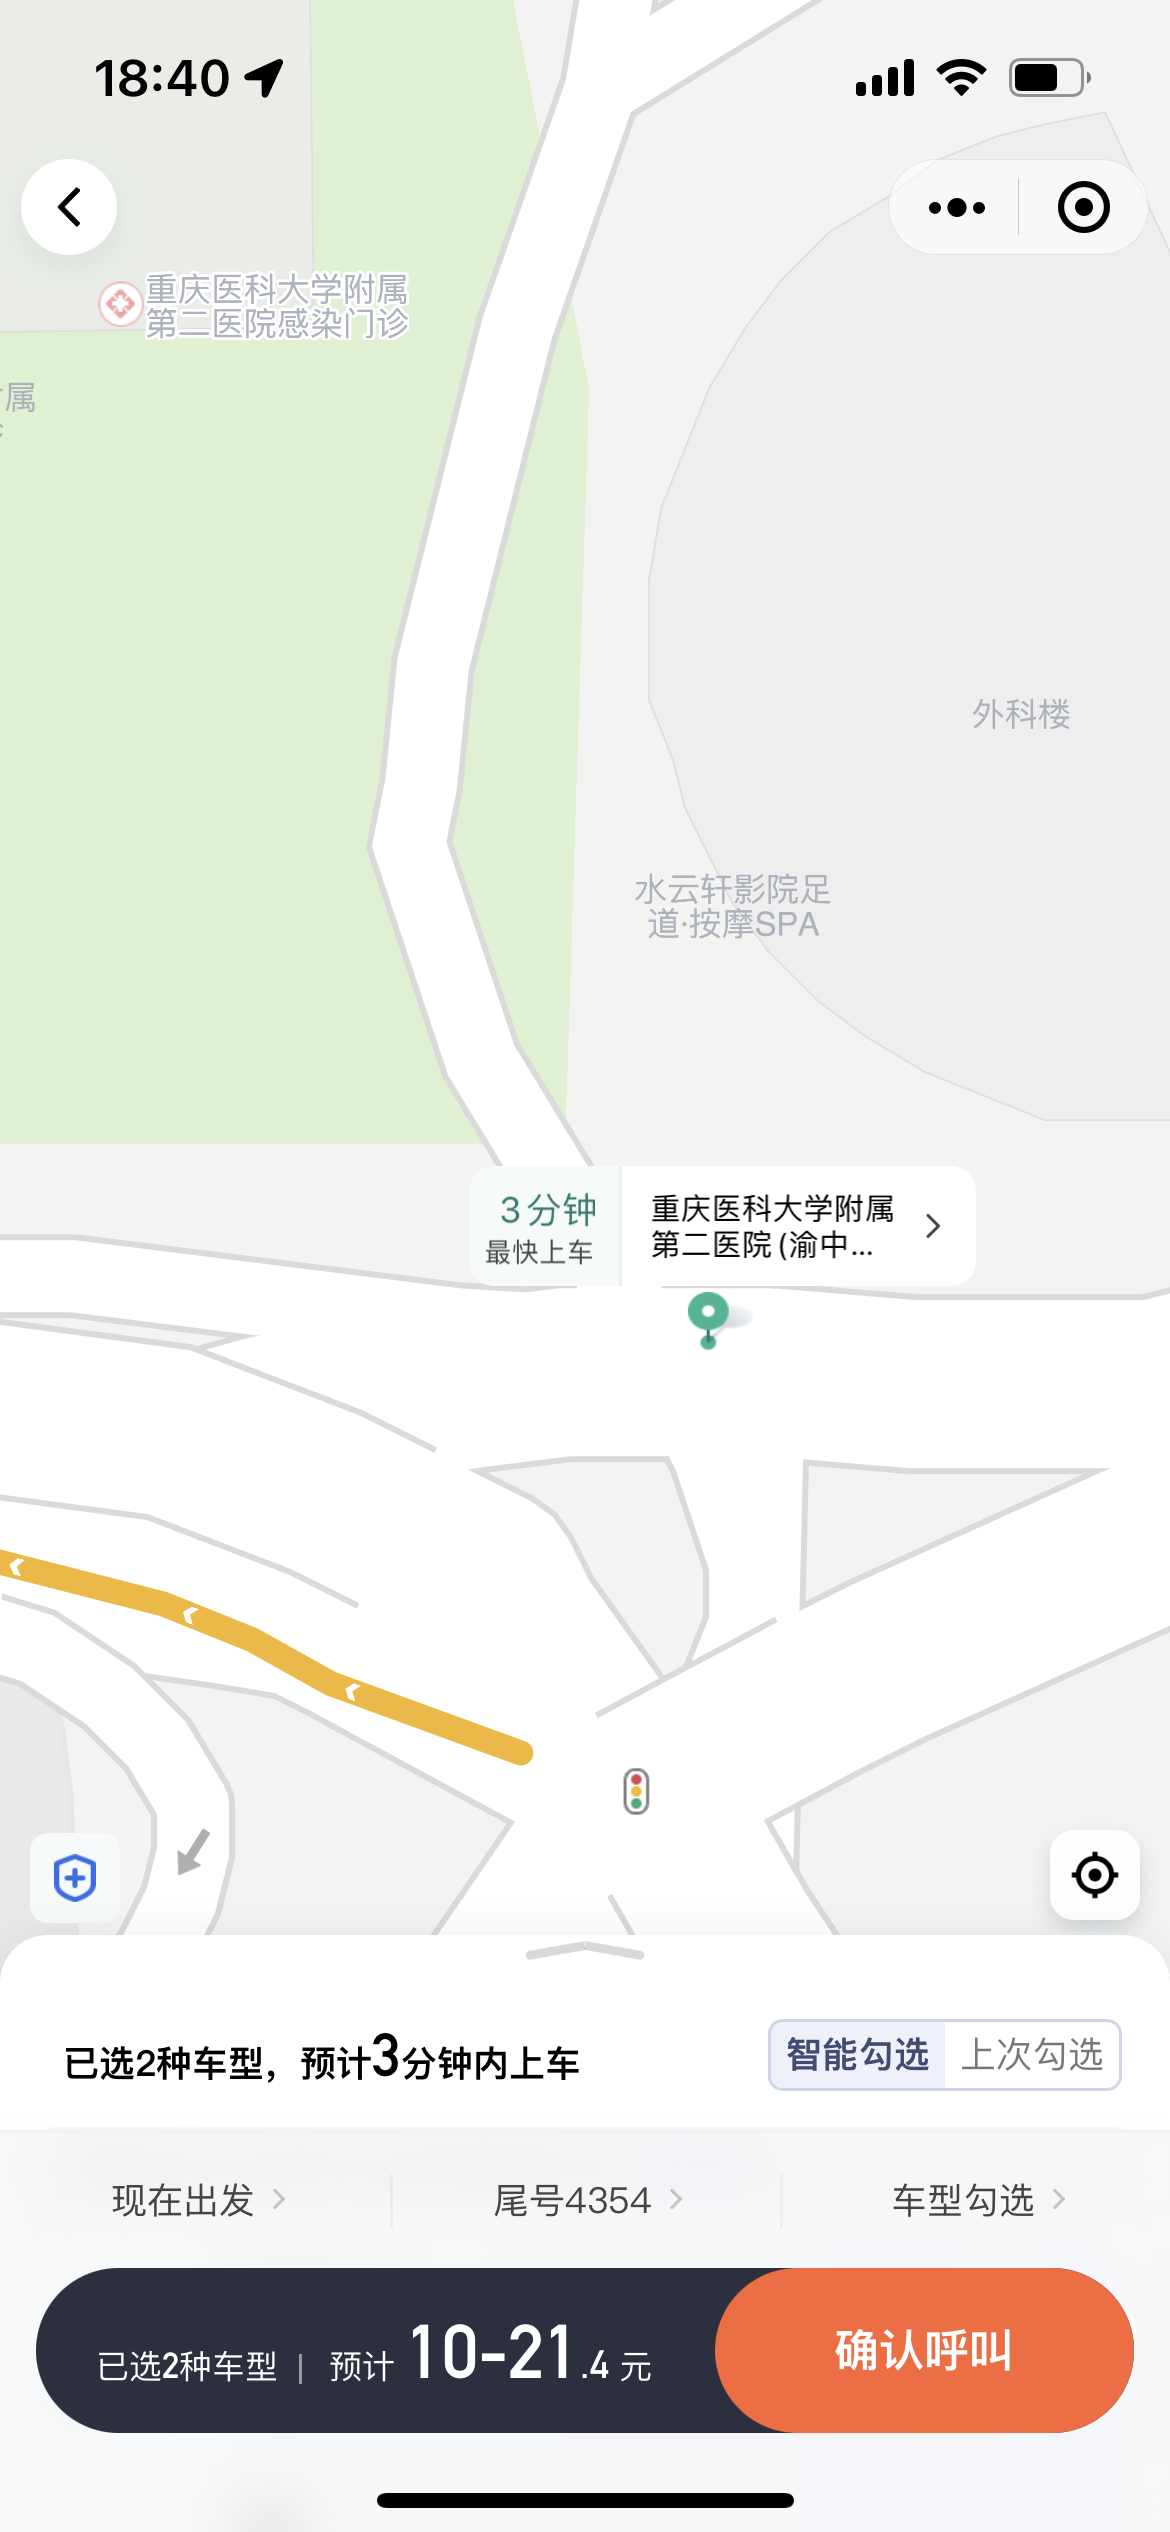 18:40
重庆医科大学附属
第二医院感染门诊
属
外科楼
水云轩影院足
道·按摩SPA
3分钟
最快上车
重庆医科大学附属
第二医院(渝中...
已选2种车型，预计3分钟内上车
智能勾选
上次勾选
现在出发
尾号4354
车型勾选
已选2种车型 | 预计 10-21.4 元
确认呼叫